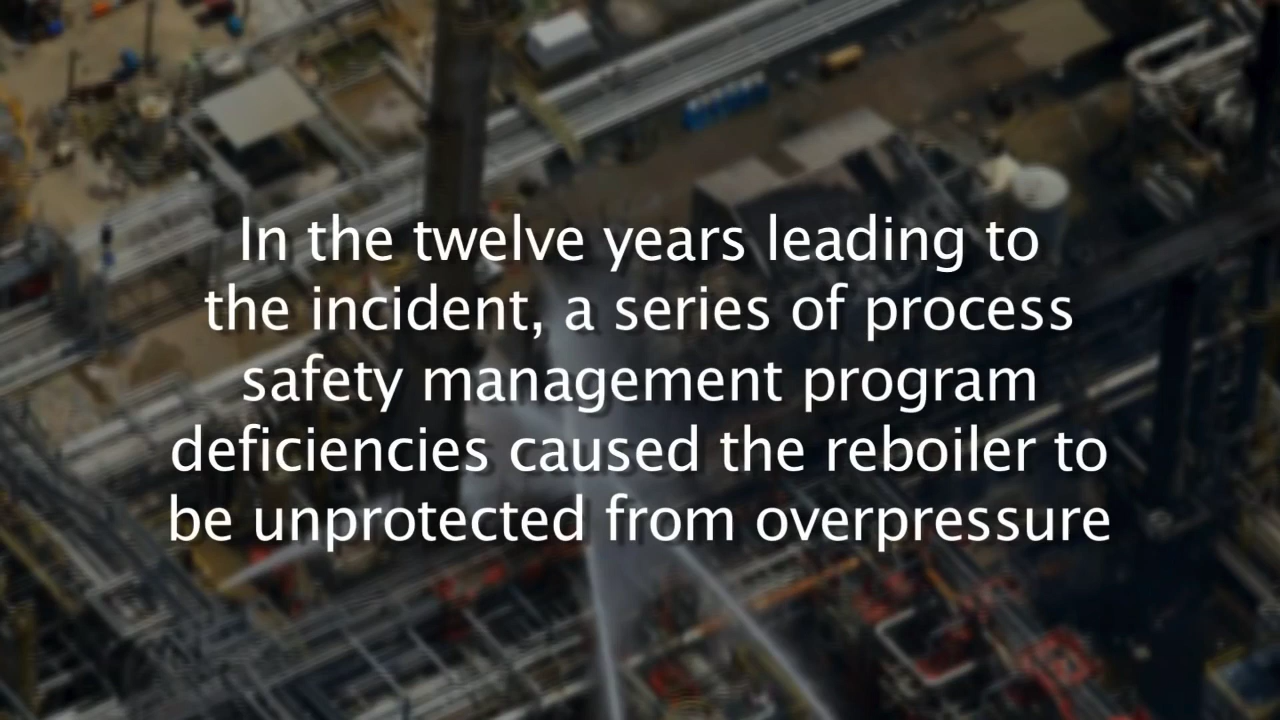 In the twelve years leading to
the incident, a series of process
safety management program
deficiencies caused the reboiler to
be unprotected from overpressure